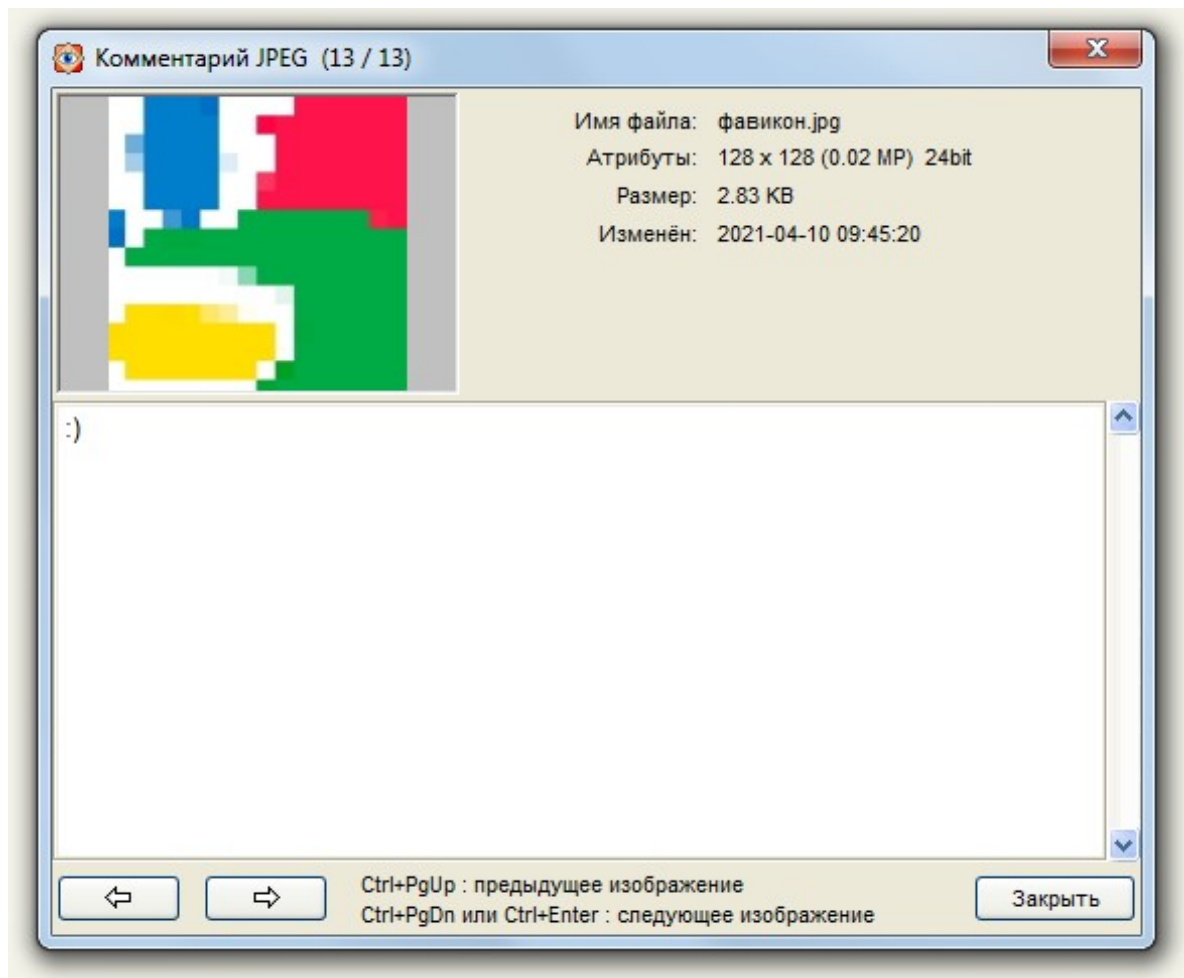 Комментарий JPEG (13 / 13)
X
Имя файла: фавикон.jpg
Атрибуты: 128 x 128 (0.02 MP) 24bit
Размер: 2.83 KB
Изменён: 2021-04-10 09:45:20
:)
Ctrl+PgUp : предыдущее изображение
Ctrl+PgDn или Ctrl+Enter : следующее изображение
Закрыть